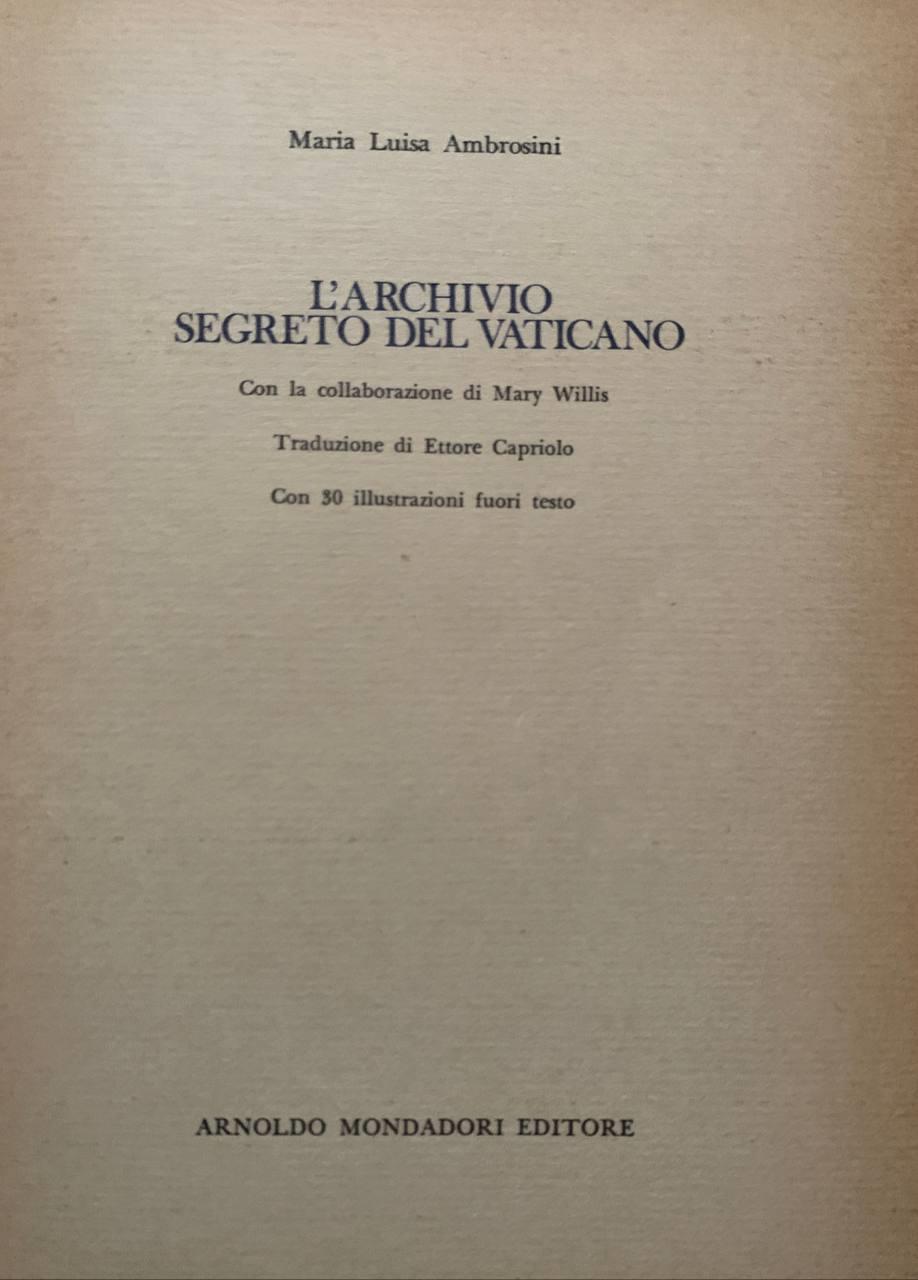 Maria Luisa Ambrosini
L'ARCHIVIO
SEGRETO DEL VATICANO
Con la collaborazione di Mary Willis
Traduzione di Ettore Capriolo
Con 30 illustrazioni fuori testo
ARNOLDO MONDADORI EDITORE